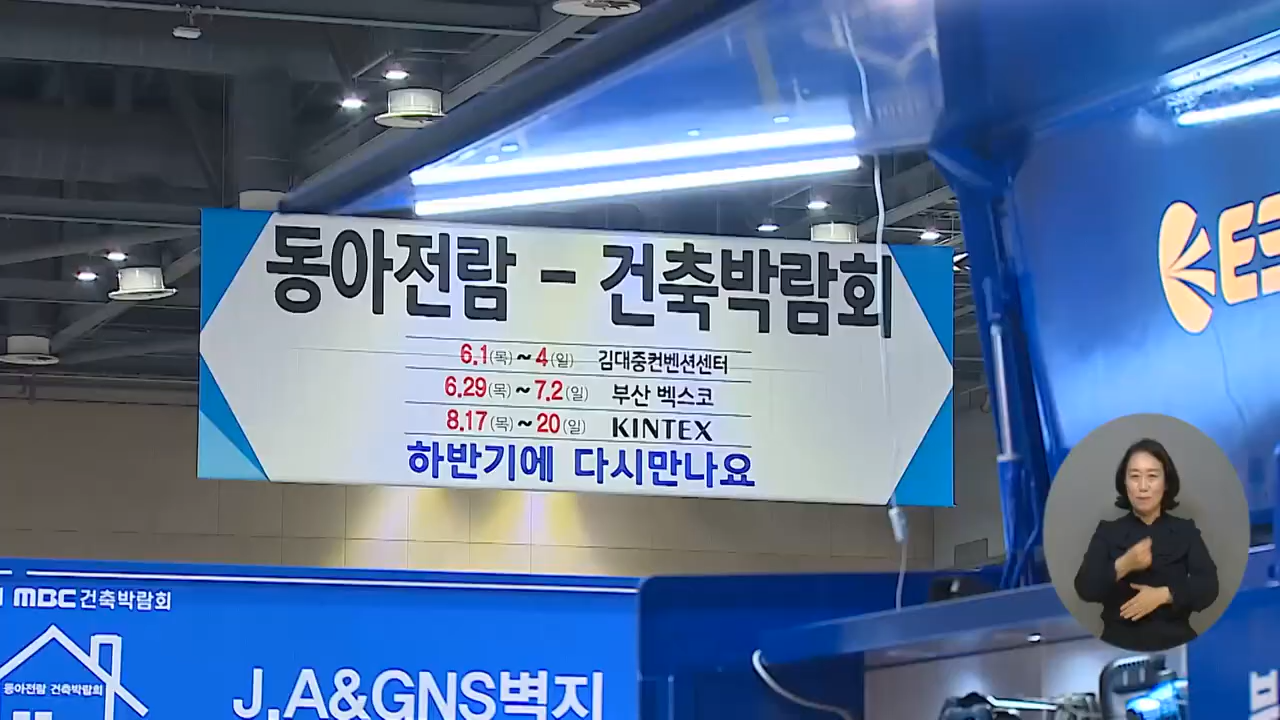 동아전람 - 건축박람회
6.1(목) ~ 4(일) 김대중컨벤션센터
6.29(목) ~ 7.2(일) 부산 벡스코
8.17(목) ~ 20(일) KINTEX
하반기에 다시만나요
MBC 건축박람회
동아전람 건축박람회
J,A&GNS벽지